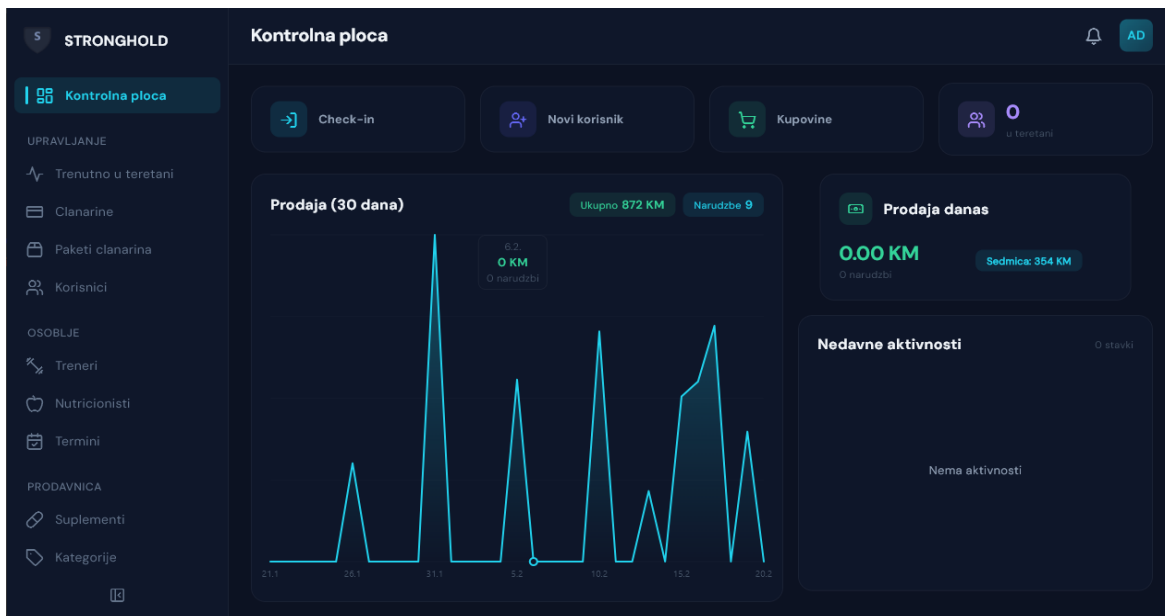 S
STRONGHOLD
Kontrolna ploca
UPRAVLJANJE
Trenutno u teretani
Clanarine
Paketi clanarina
Korisnici
OSOBLJE
Treneri
Nutricionisti
Termini
PRODAVNICA
Suplementi
Kategorije
Kontrolna ploca
AD
Check-in
Novi korisnik
Kupovine
0
u teretani
Prodaja (30 dana)
Ukupno 872 KM
Narudzbe 9
6.2.
0 KM
0 narudzbi
21.1
26.1
31.1
5.2
10.2
15.2
20.2
Prodaja danas
0.00 KM
0 narudzbi
Sedmica: 354 KM
Nedavne aktivnosti
0 stavki
Nema aktivnosti